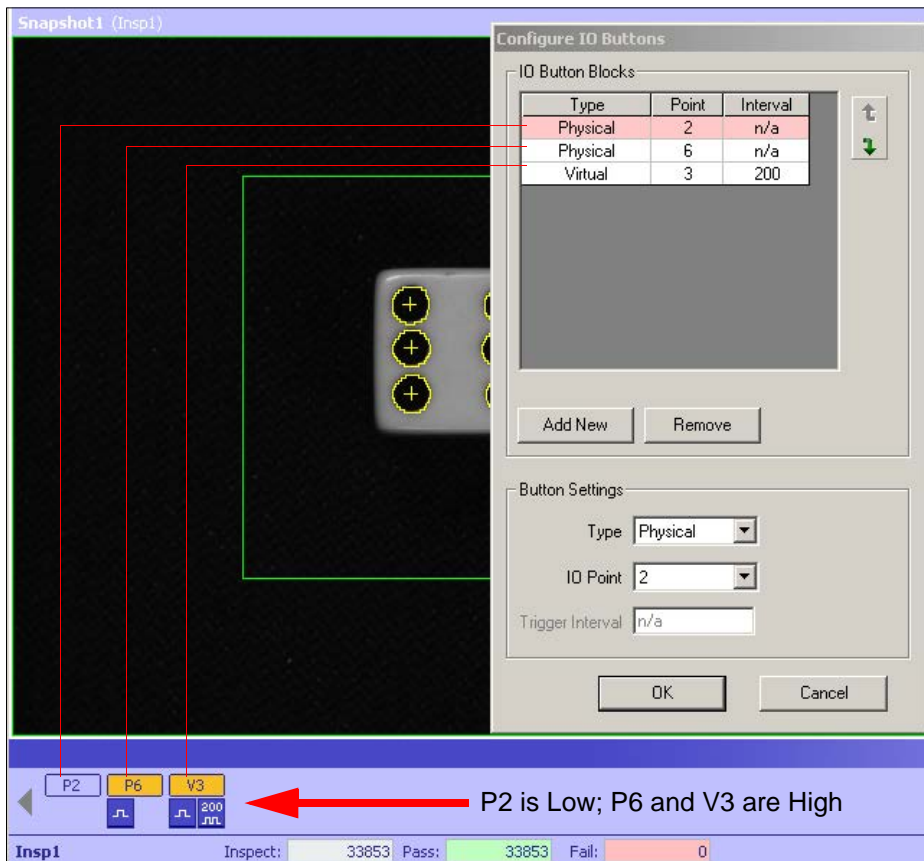 Snapshot1 (Insp1)
Configure IO Buttons
IO Button Blocks
Type Point Interval
Physical 2 n/a
Physical 6 n/a
Virtual 3 200
Add New Remove
Button Settings
Type Physical
IO Point 2
Trigger Interval n/a
OK Cancel
P2 P6 V3
200
P2 is Low; P6 and V3 are High
Insp1 Inspect: 33853 Pass: 33853 Fail: 0